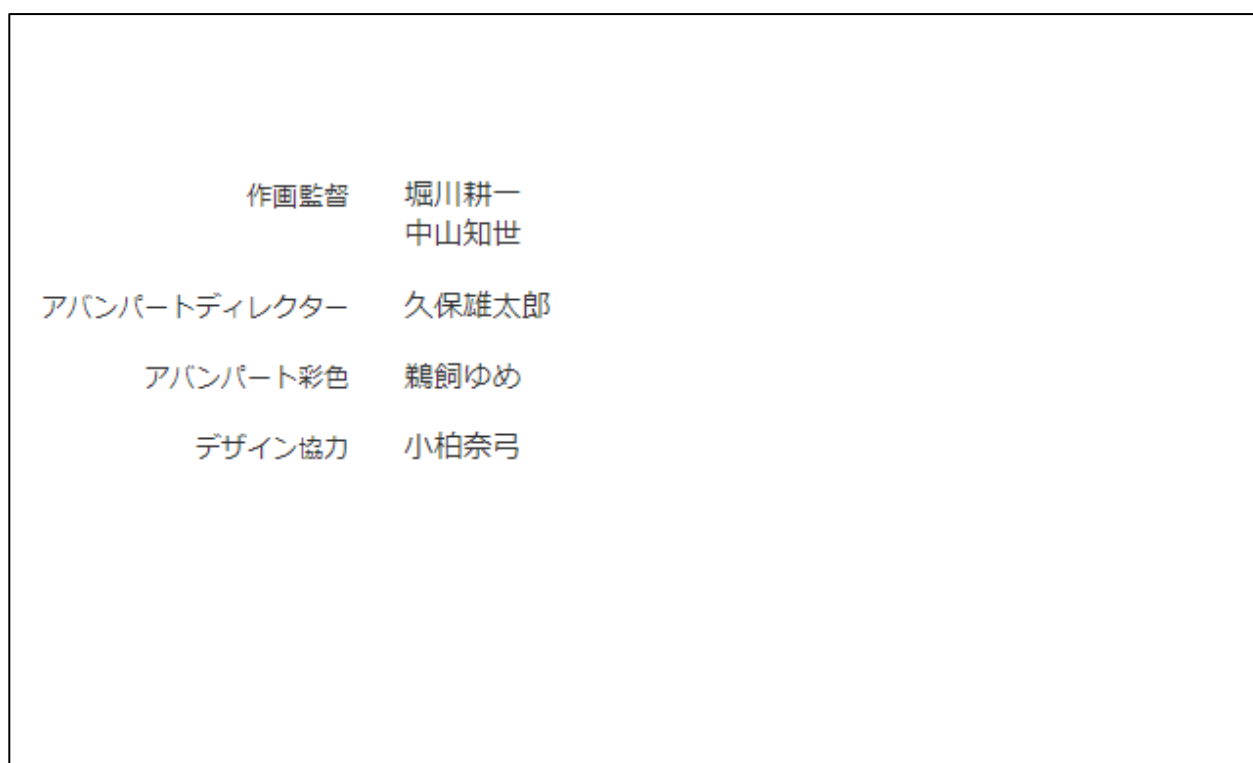 作画監督 堀川耕一
中山知世
アバンパートディレクター 久保雄太郎
アバンパート彩色 鵜飼ゆめ
デザイン協力 小柏奈弓